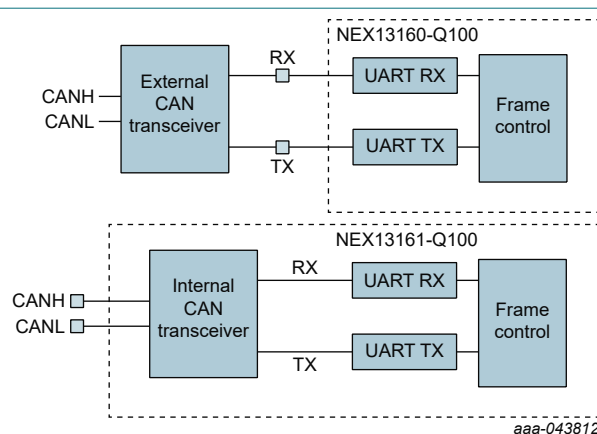 NEX13160-Q100
RX
External
CAN
transceiver
UART RX
Frame
control
CANH
CANL
UART TX
TX
NEX13161-Q100
RX
Internal
CAN
transceiver
UART RX
Frame
control
CANH
CANL
UART TX
TX
aaa-043812